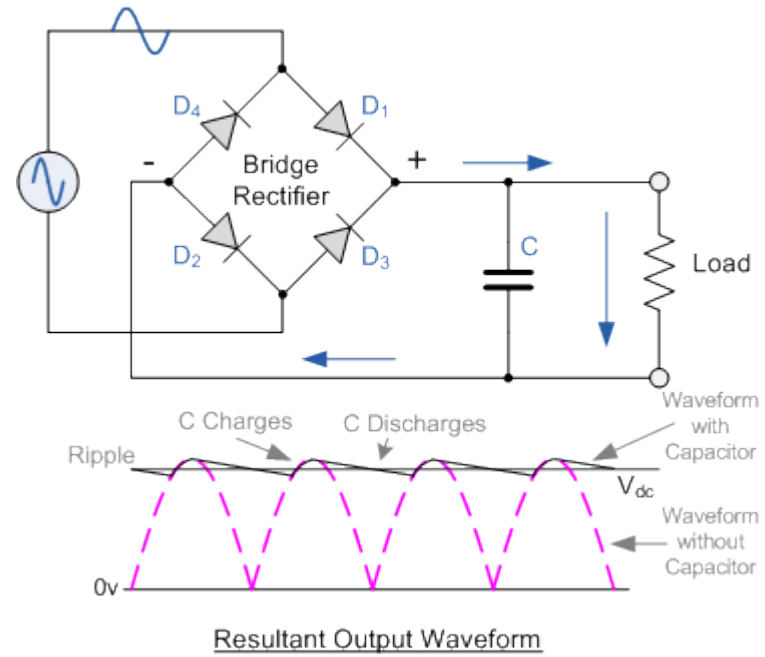 D4
D1
-
+
Bridge
Rectifier
D2
D3
C
Load
C Charges
C Discharges
Waveform
with
Capacitor
Ripple
Vdc
Waveform
without
Capacitor
0v
Resultant Output Waveform